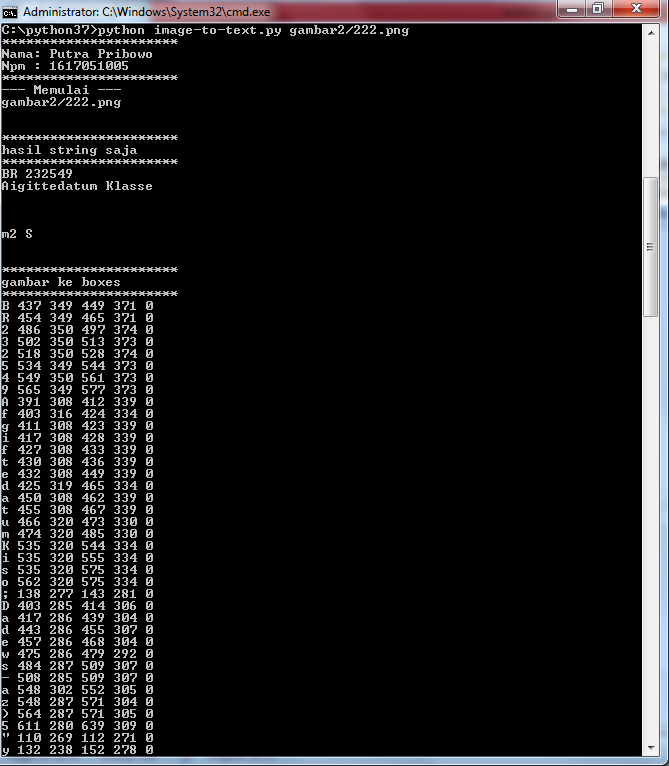 Administrator: C:\Windows\System32\cmd.exe
C:\python37>python image-to-text.py gambar2/222.png
**********************
Nama: Putra Pribowo
Npm : 1617051005
**********************
--- Memulai ---
gambar2/222.png
**********************
hasil string saja
**********************
BR 232549
Aigittedatum Klasse
m2 S
**********************
gambar ke boxes
**********************
B 437 349 449 371 0
R 454 349 465 371 0
2 486 350 497 374 0
3 502 350 513 373 0
2 518 350 528 374 0
5 534 349 544 373 0
4 549 350 561 373 0
9 565 349 577 373 0
A 391 308 412 339 0
f 403 316 424 334 0
g 411 308 423 339 0
i 417 308 428 339 0
f 427 308 433 339 0
t 430 308 436 339 0
e 432 308 449 339 0
d 425 319 465 334 0
a 450 308 462 339 0
t 455 308 467 339 0
u 466 320 473 330 0
m 474 320 485 330 0
K 535 320 544 334 0
i 535 320 555 334 0
s 535 320 575 334 0
o 562 320 575 334 0
; 138 277 143 281 0
D 403 285 414 306 0
a 417 286 439 304 0
d 443 286 455 307 0
e 457 286 468 304 0
w 475 286 479 292 0
s 484 287 509 307 0
- 508 285 509 307 0
a 548 302 552 305 0
z 548 287 571 304 0
) 564 287 571 305 0
5 611 280 639 309 0
" 110 269 112 271 0
y 132 238 152 278 0